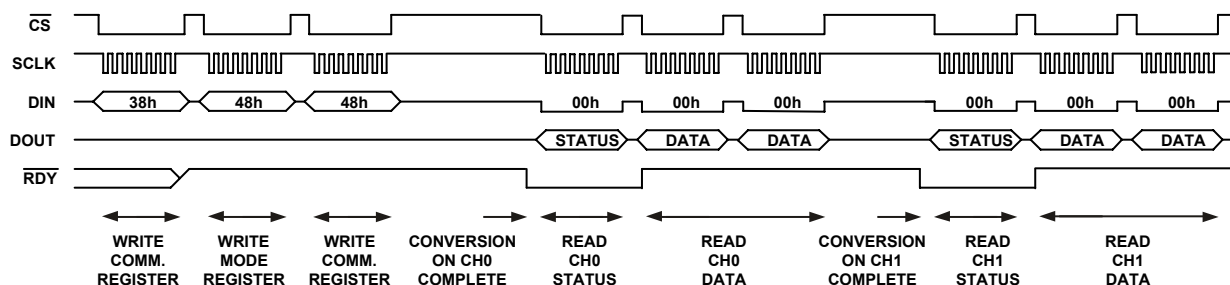 CS
SCLK
DIN 38h 48h 48h 00h 00h 00h 00h 00h 00h
DOUT STATUS DATA DATA STATUS DATA DATA
RDY
WRITE COMM. REGISTER
WRITE MODE REGISTER
WRITE COMM. REGISTER
CONVERSION ON CH0 COMPLETE
READ CH0 STATUS
READ CH0 DATA
CONVERSION ON CH1 COMPLETE
READ CH1 STATUS
READ CH1 DATA